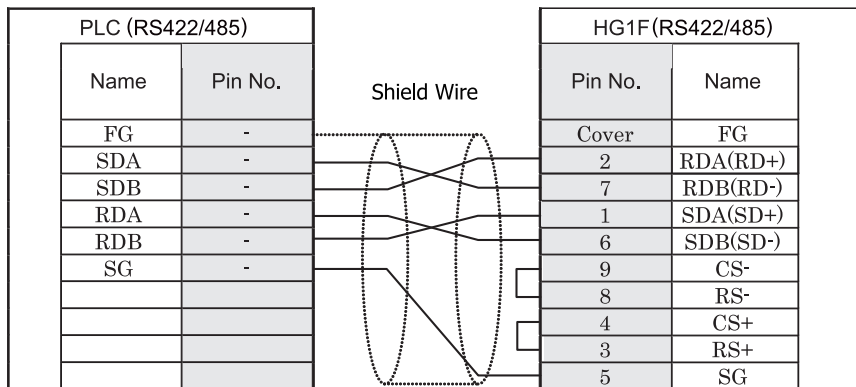 PLC (RS422/485)
Name Pin No.
FG -
SDA -
SDB -
RDA -
RDB -
SG -
Shield Wire
HG1F(RS422/485)
Pin No. Name
Cover FG
2 RDA(RD+)
7 RDB(RD-)
1 SDA(SD+)
6 SDB(SD-)
9 CS-
8 RS-
4 CS+
3 RS+
5 SG